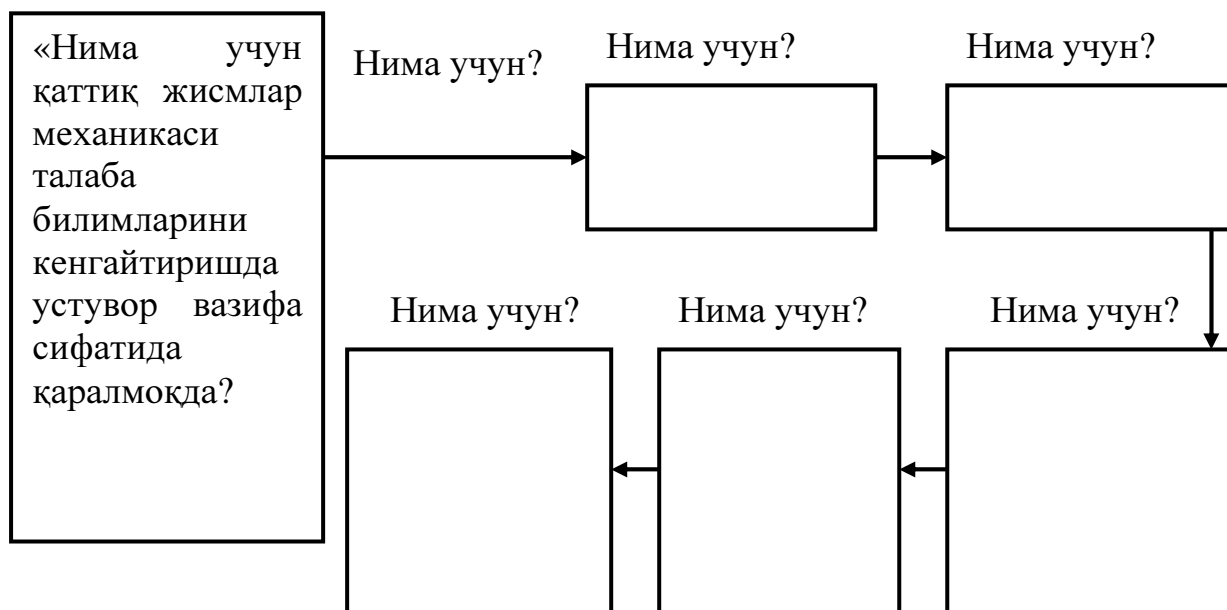 «Нима учун
қаттиқ жисмлар
механикаси
талаба
билимларини
кенгайтиришда
устувор вазифа
сифатида
қаралмоқда?
Нима учун?
Нима учун?
Нима учун?
Нима учун?
Нима учун?
Нима учун?